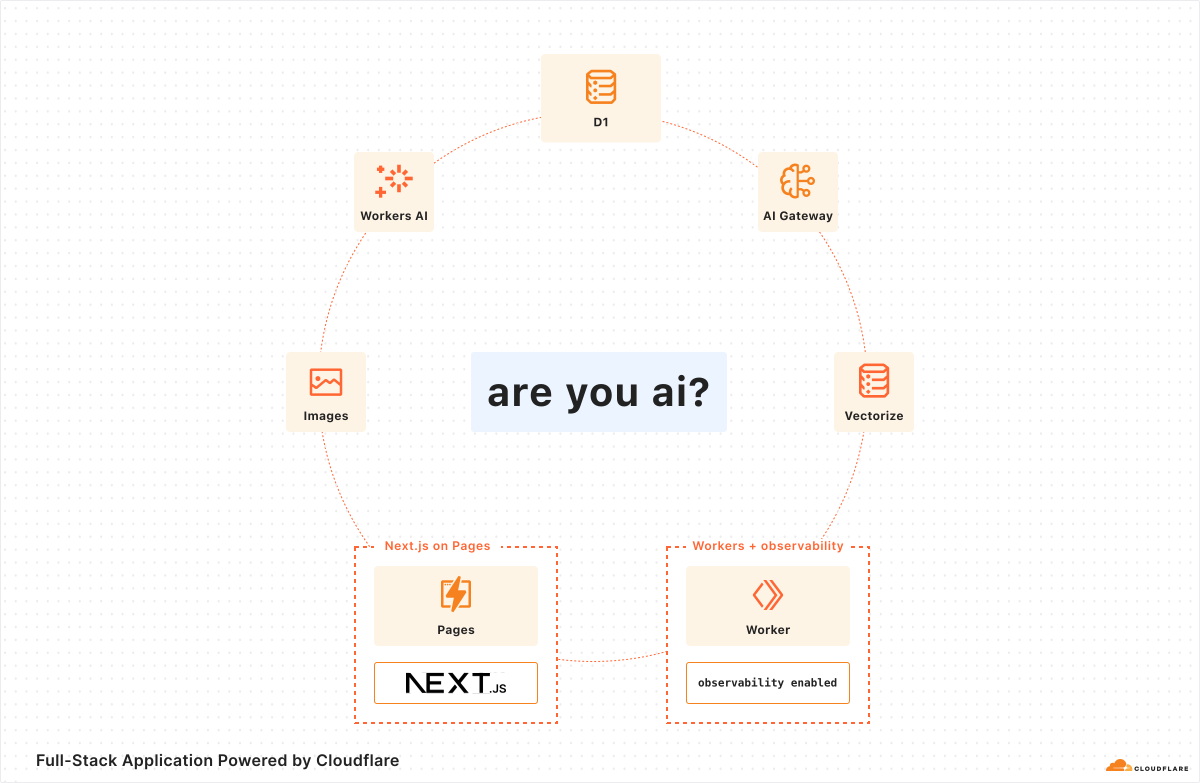 D1
Workers AI
AI Gateway
Images
are you ai?
Vectorize
Next.js on Pages
Workers + observability
Pages
Worker
NEXT.JS
observability enabled
Full-Stack Application Powered by Cloudflare
CLOUDFLARE